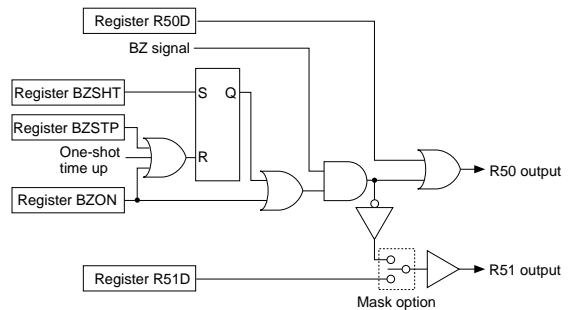 Register R50D
BZ signal
Register BZSHT
S Q
Register BZSTP
One-shot
time up
R
Register BZON
R50 output
Register R51D
R51 output
Mask option